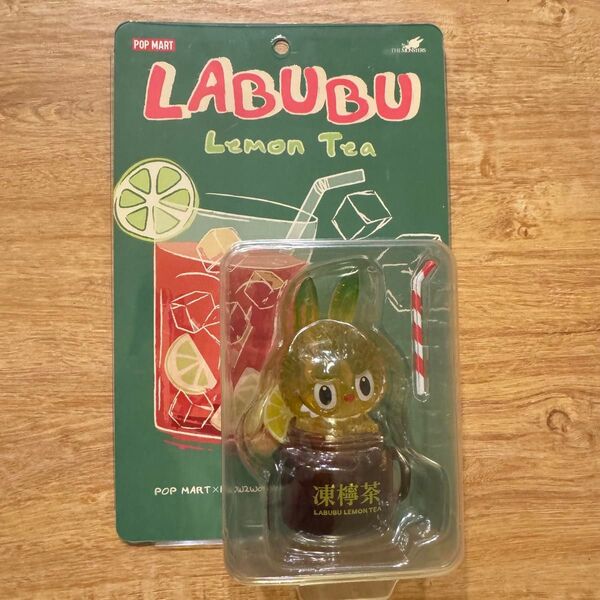 POP MART
THE MONSTERS
LABUBU
Lemon Tea
POP MART×
凍檸茶
LABUBU LEMON TEA